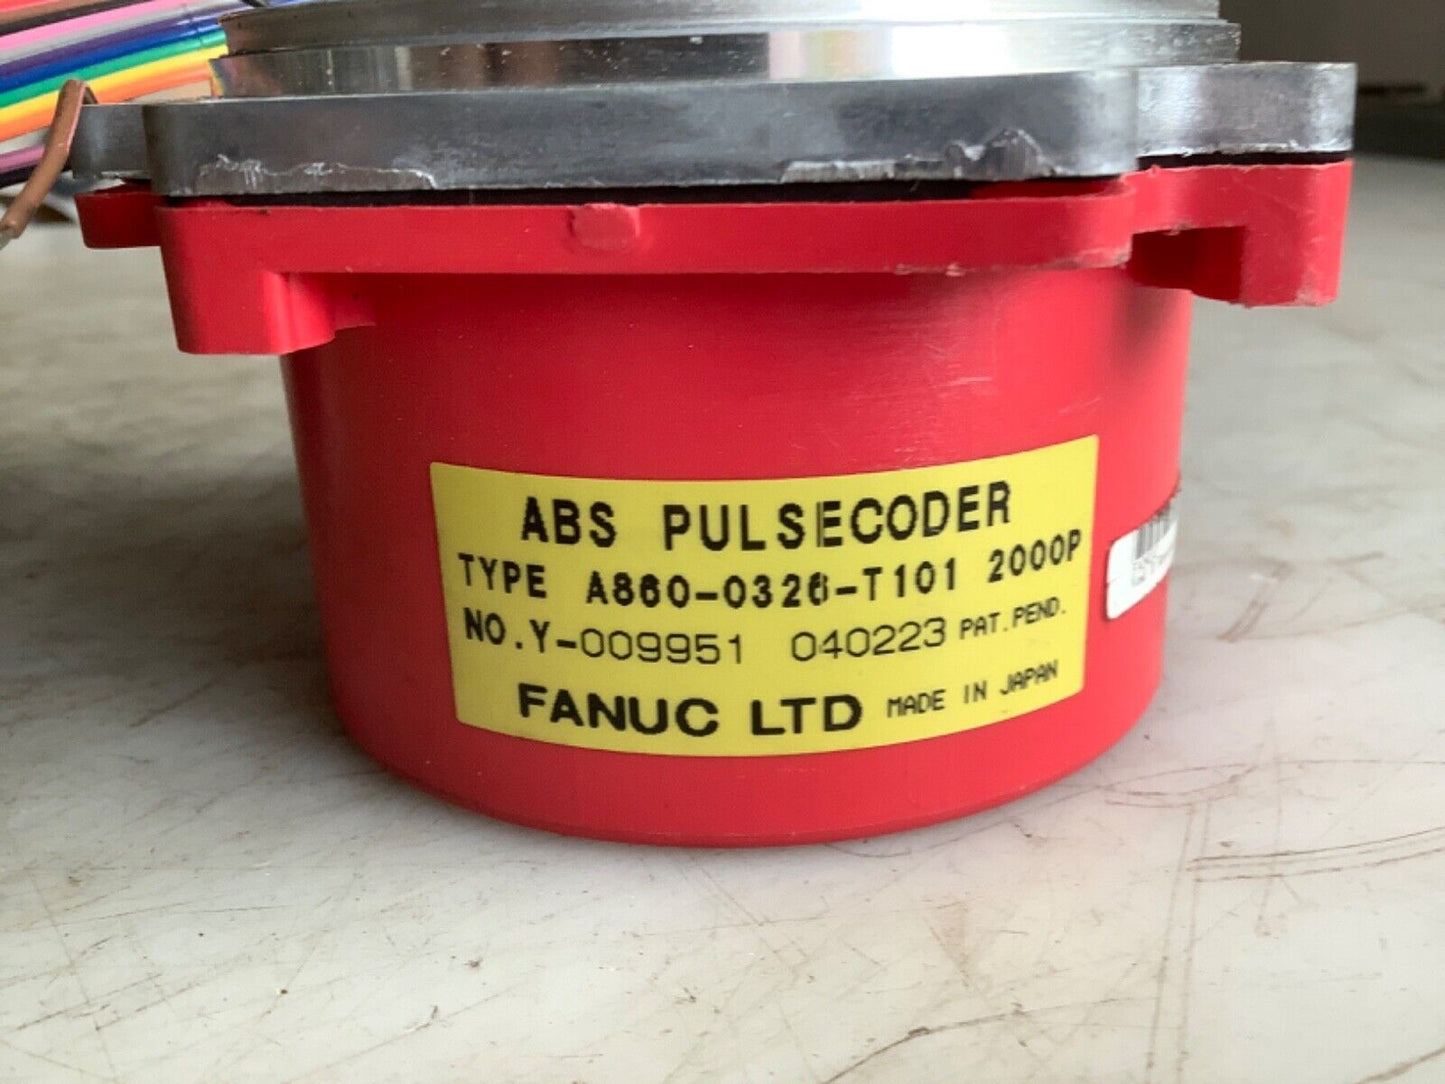 ABS PULSECODER
TYPE A860-0326-T101 2000P
NO.Y-009951 040223 PAT.PEND.
FANUC LTD MADE IN JAPAN